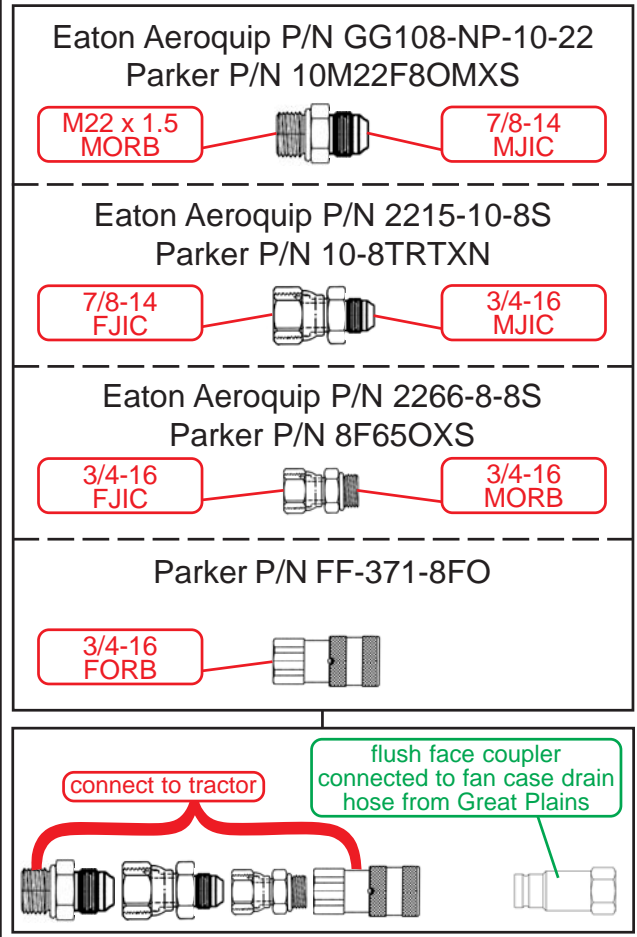 Eaton Aeroquip P/N GG108-NP-10-22
Parker P/N 10M22F8OMXS
M22 x 1.5
MORB
7/8-14
MJIC
Eaton Aeroquip P/N 2215-10-8S
Parker P/N 10-8TRTXN
7/8-14
FJIC
3/4-16
MJIC
Eaton Aeroquip P/N 2266-8-8S
Parker P/N 8F65OXS
3/4-16
FJIC
3/4-16
MORB
Parker P/N FF-371-8FO
3/4-16
FORB
connect to tractor
flush face coupler
connected to fan case drain
hose from Great Plains